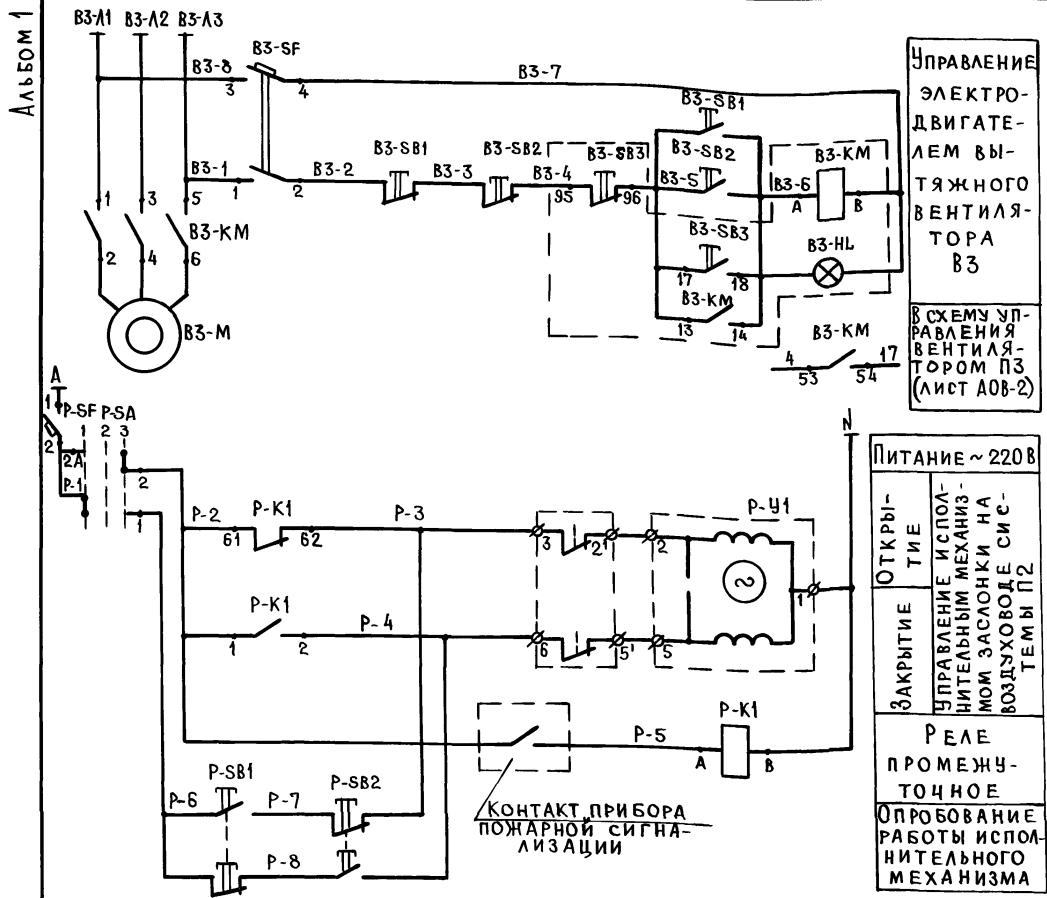 Альбом 1
В3-Л1 В3-Л2 В3-Л3
В3-SF
В3-8
3
4
В3-7
В3-SB1
В3-1
1
2
В3-2
В3-SB1
В3-3
В3-SB2
В3-4
95
В3-SB3
96
В3-5
В3-SB2
В3-6
А
В3-КМ
В
1
3
5
В3-КМ
2
4
6
В3-М
В3-SB3
17
18
В3-HL
В3-КМ
13
14
В3-КМ
4
53
54
17
Управление
электро-
двигате-
лем вы-
тяжного
вентиля-
тора
В3
В схему уп-
равления
вентиля-
тором П3
(лист АОВ-2)
А
1
Р-SF
Р-SA
1
2
3
2
2А
Р-1
2
1
Р-2
61
Р-К1
62
Р-3
3
2'
2
Р-У1
1
N
Р-К1
1
2
Р-4
6
5'
5
Р-5
А
Р-К1
В
Р-6
Р-SB1
Р-7
Р-SB2
Р-8
Контакт прибора
пожарной сигна-
лизации
Питание ~ 220 В
Откры-
тие
Закрытие
Управление испол-
нительным механиз-
мом заслонки на
воздуховоде сис-
темы П2
Реле
промежу-
точное
Опробование
работы испол-
нительного
механизма